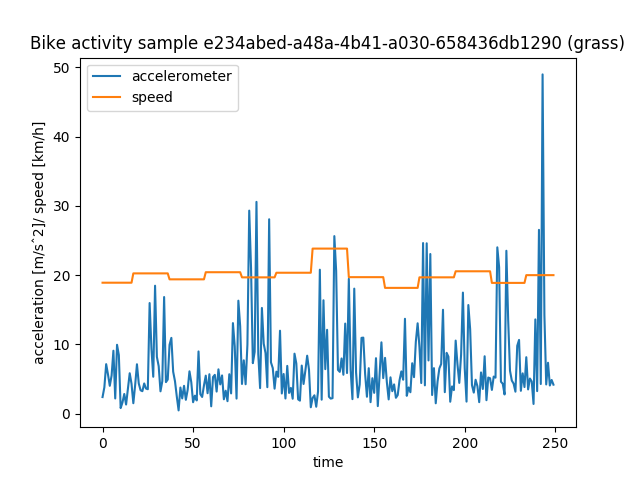 Bike activity sample e234abed-a48a-4b41-a030-658436db1290 (grass)
accelerometer
speed
acceleration [m/sˆ2]/ speed [km/h]
50
40
30
20
10
0
0
50
100
150
200
250
time